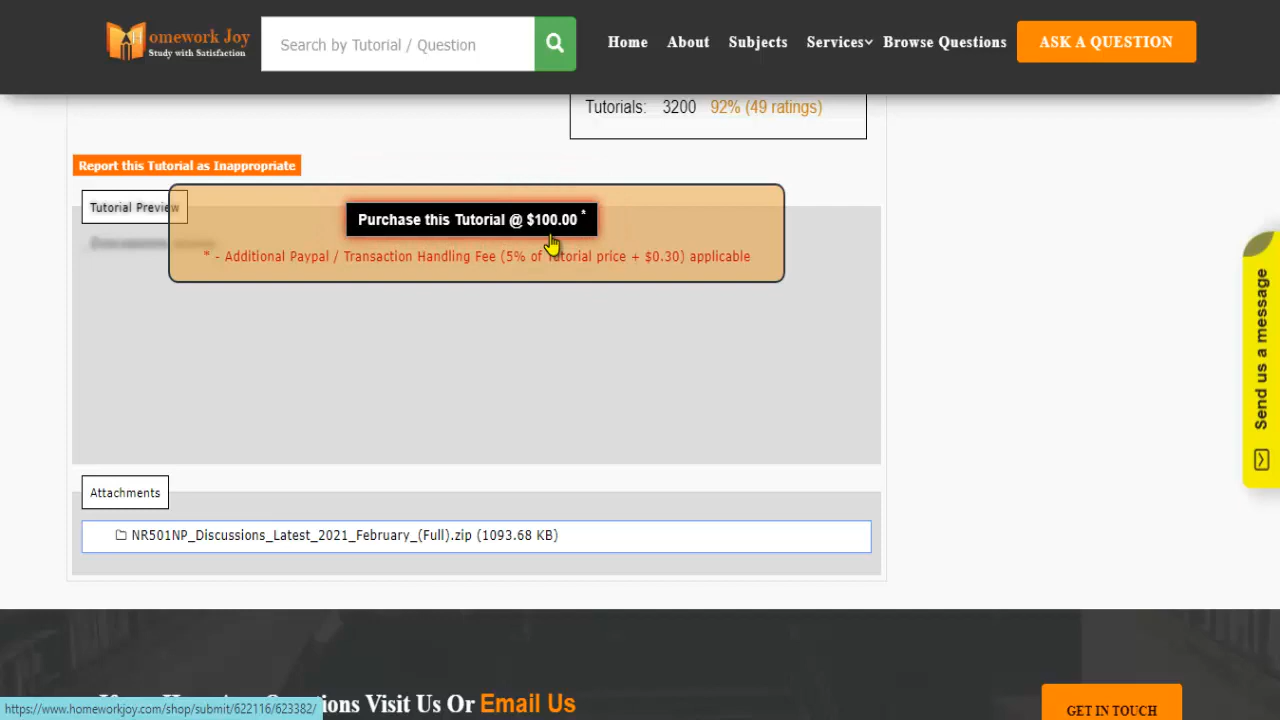 Homework Joy
Study with Satisfaction
Search by Tutorial / Question
Home About Subjects Services Browse Questions
ASK A QUESTION
Tutorials: 3200 92% (49 ratings)
Report this Tutorial as Inappropriate
Tutorial Preview
Purchase this Tutorial @ $100.00 *
* - Additional Paypal / Transaction Handling Fee (5% of Tutorial price + $0.30) applicable
Send us a message
Attachments
NR501NP_Discussions_Latest_2021_February_(Full).zip (1093.68 KB)
Questions Visit Us Or Email Us
GET IN TOUCH
https://www.homeworkjoy.com/shop/submit/622116/623382/